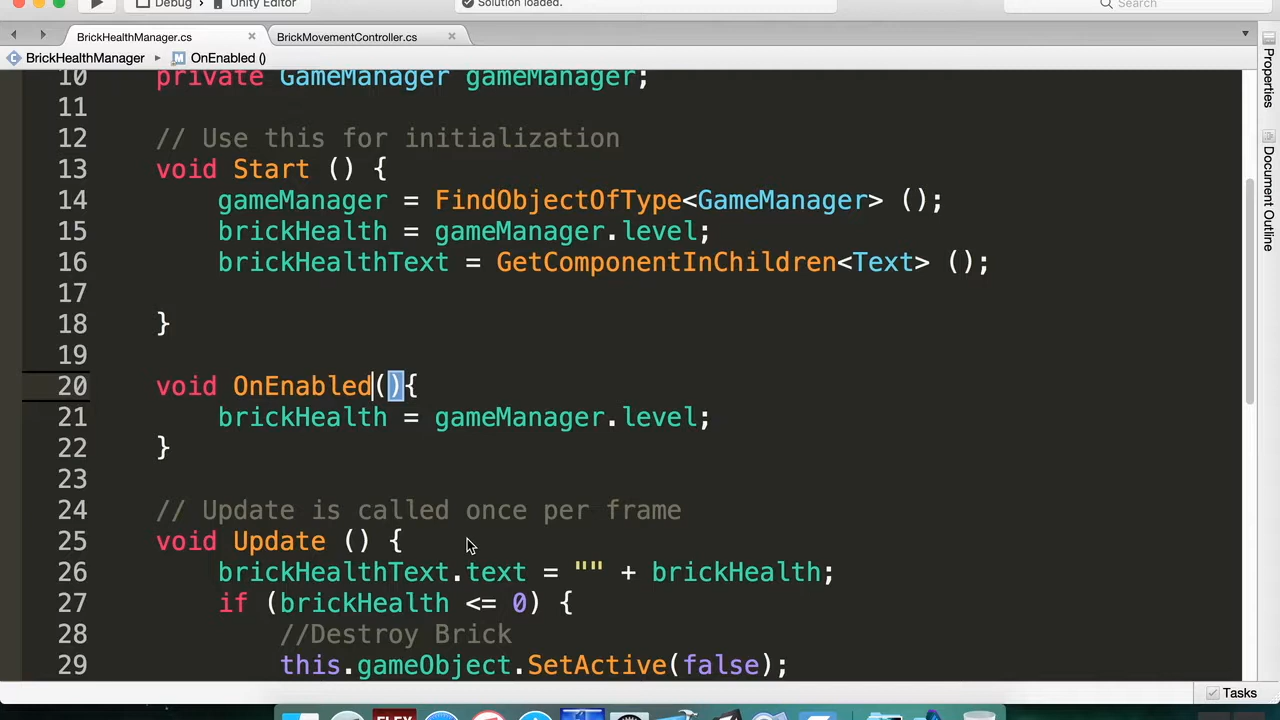 Debug
Unity Editor
Solution loaded.
Search
BrickHealthManager.cs
BrickMovementController.cs
BrickHealthManager
OnEnabled ()
10 private GameManager gameManager;
11
12 // Use this for initialization
13 void Start () {
14 gameManager = FindObjectOfType<GameManager> ();
15 brickHealth = gameManager.level;
16 brickHealthText = GetComponentInChildren<Text> ();
17
18 }
19
20 void OnEnabled(){
21 brickHealth = gameManager.level;
22 }
23
24 // Update is called once per frame
25 void Update () {
26 brickHealthText.text = "" + brickHealth;
27 if (brickHealth <= 0) {
28 //Destroy Brick
29 this.gameObject.SetActive(false);
Properties
Document Outline
Tasks
FLEX